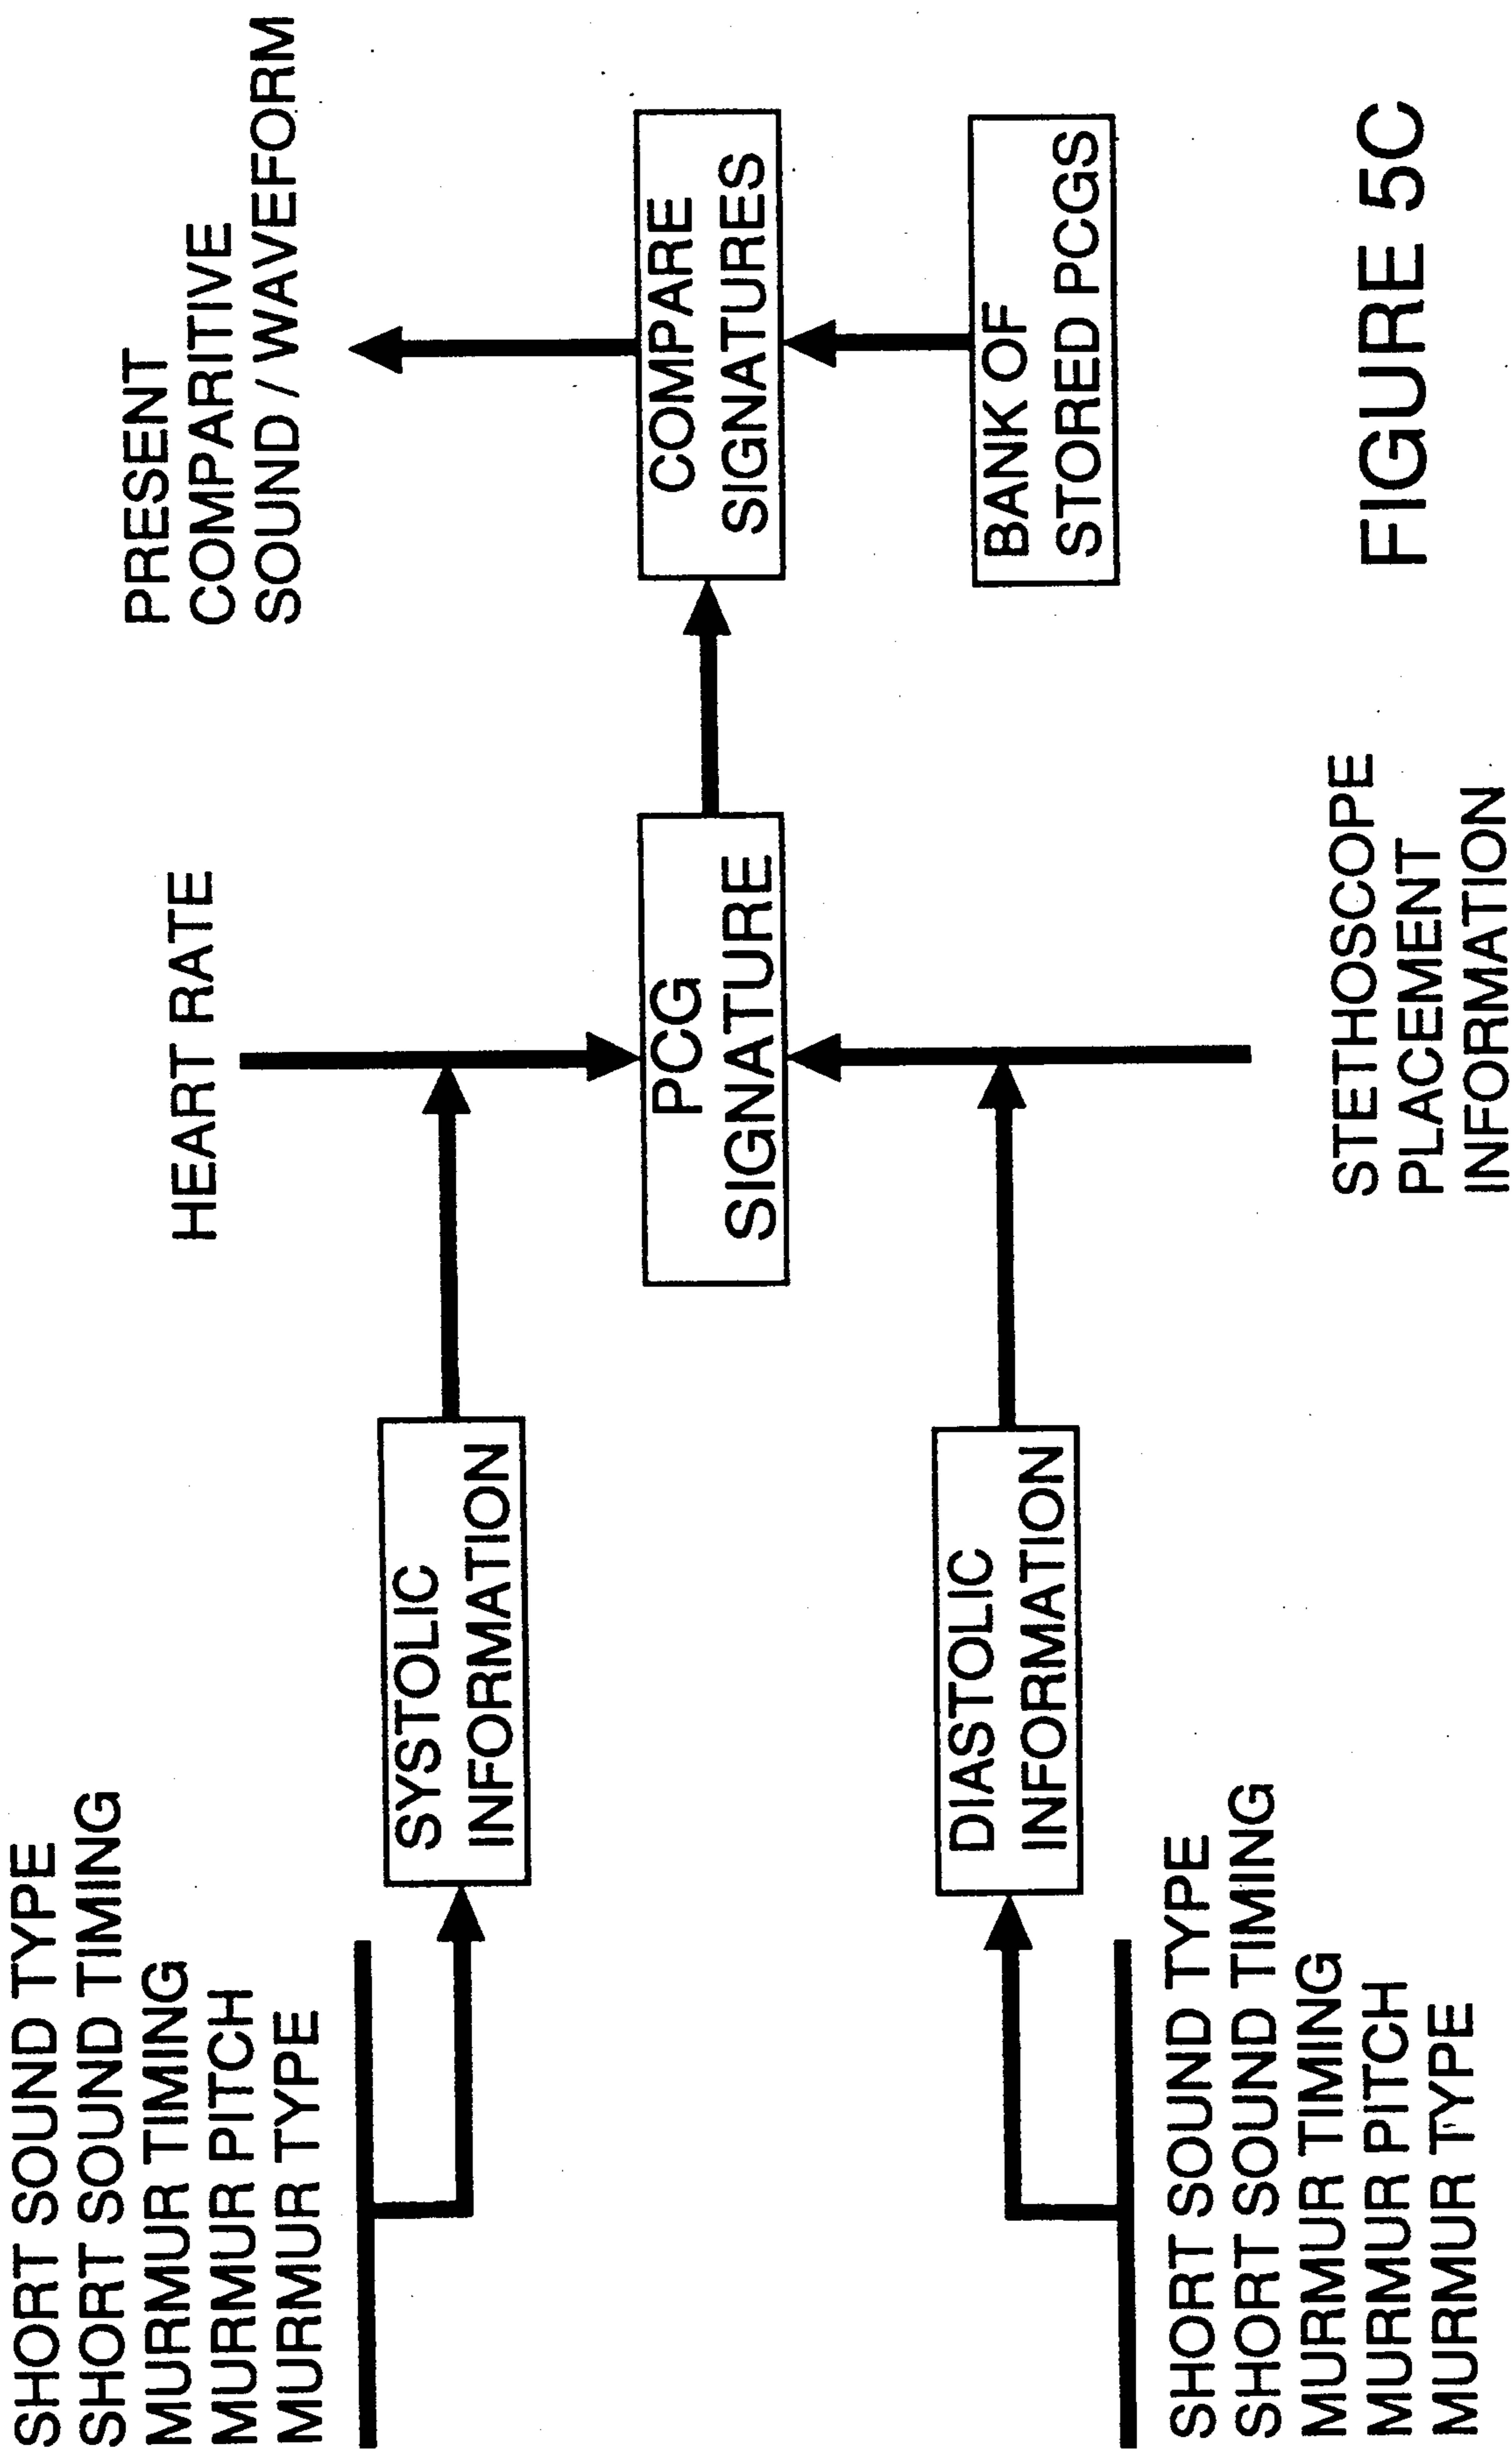 SHORT SOUND TYPE
SHORT SOUND TIMING
MURMUR TIMING
MURMUR PITCH
MURMUR TYPE
SYSTOLIC
INFORMATION
HEART RATE
PRESENT
COMPARITIVE
SOUND / WAVEFORM
PCG
SIGNATURE
COMPARE
SIGNATURES
DIASTOLIC
INFORMATION
BANK OF
STORED PCGS
SHORT SOUND TYPE
SHORT SOUND TIMING
MURMUR TIMING
MURMUR PITCH
MURMUR TYPE
STETHOSCOPE
PLACEMENT
INFORMATION
FIGURE 5C